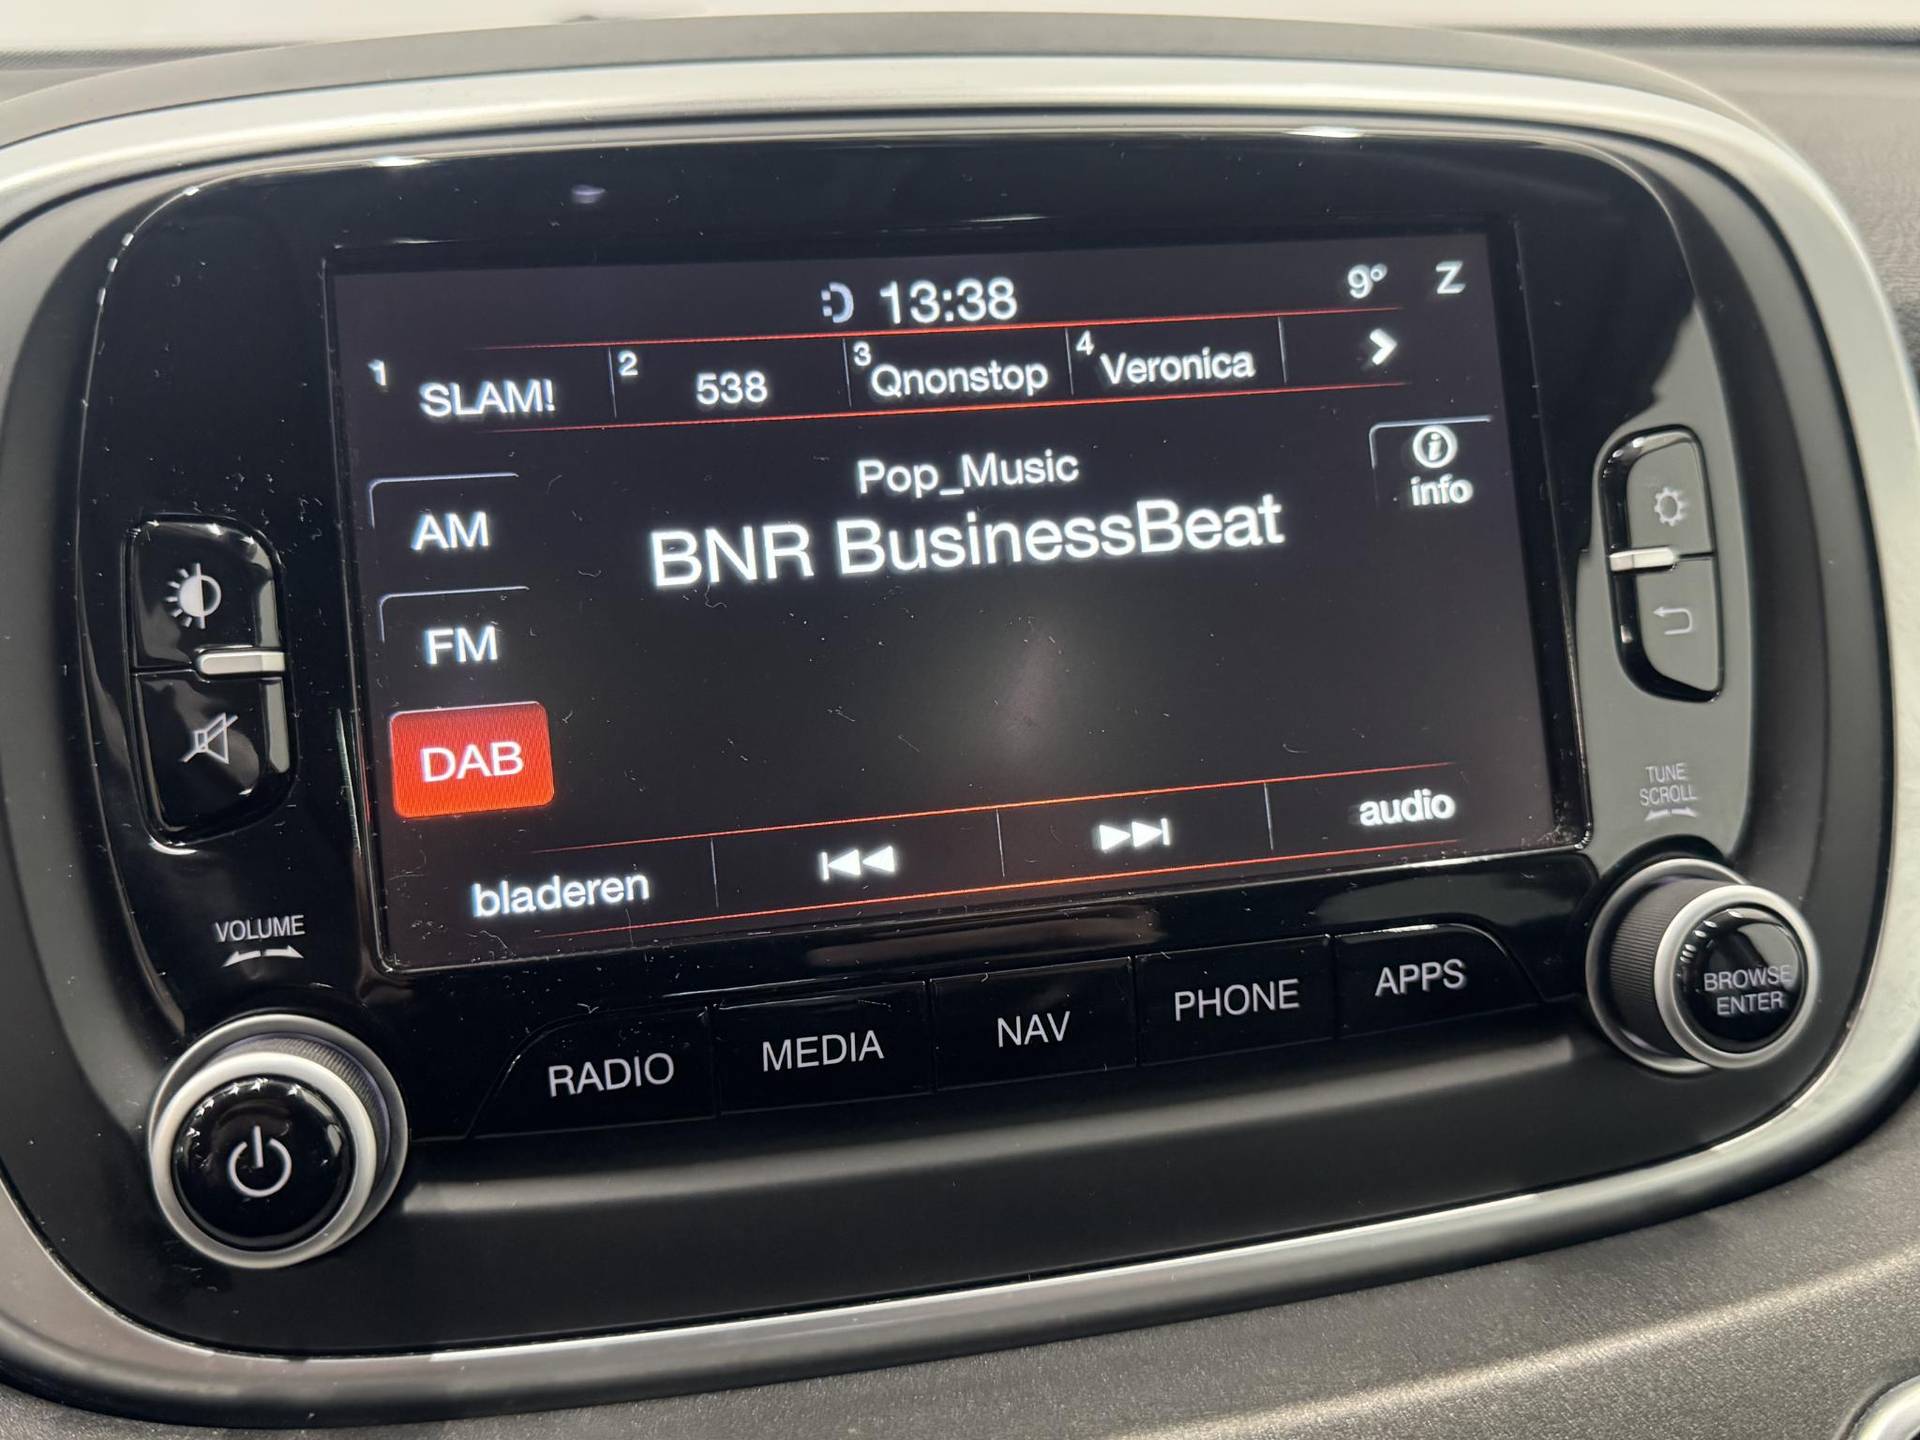 13:38 9° Z
1 SLAM! 2 538 3 Qnonstop 4 Veronica
Pop_Music
BNR BusinessBeat
info
AM
FM
DAB
bladeren audio
VOLUME
TUNE
SCROLL
RADIO MEDIA NAV PHONE APPS
BROWSE
ENTER